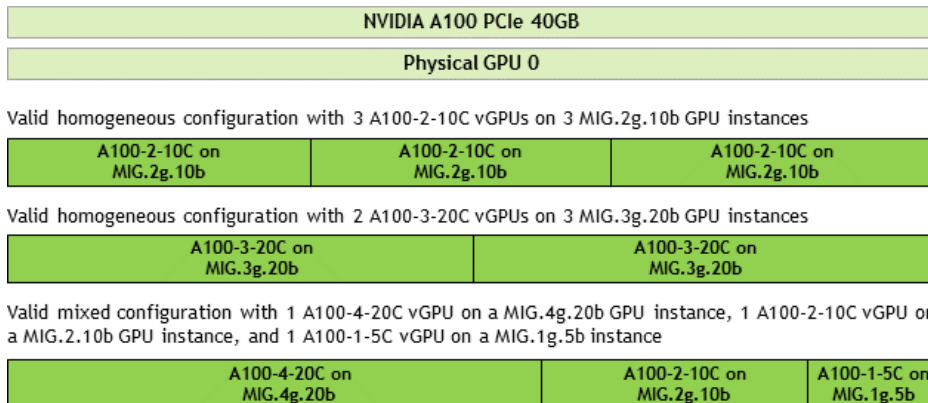 NVIDIA A100 PCIe 40GB
Physical GPU 0
Valid homogeneous configuration with 3 A100-2-10C vGPUs on 3 MIG.2g.10b GPU instances
A100-2-10C on
MIG.2g.10b
A100-2-10C on
MIG.2g.10b
A100-2-10C on
MIG.2g.10b
Valid homogeneous configuration with 2 A100-3-20C vGPUs on 3 MIG.3g.20b GPU instances
A100-3-20C on
MIG.3g.20b
A100-3-20C on
MIG.3g.20b
Valid mixed configuration with 1 A100-4-20C vGPU on a MIG.4g.20b GPU instance, 1 A100-2-10C vGPU on
a MIG.2.10b GPU instance, and 1 A100-1-5C vGPU on a MIG.1g.5b instance
A100-4-20C on
MIG.4g.20b
A100-2-10C on
MIG.2g.10b
A100-1-5C on
MIG.1g.5b